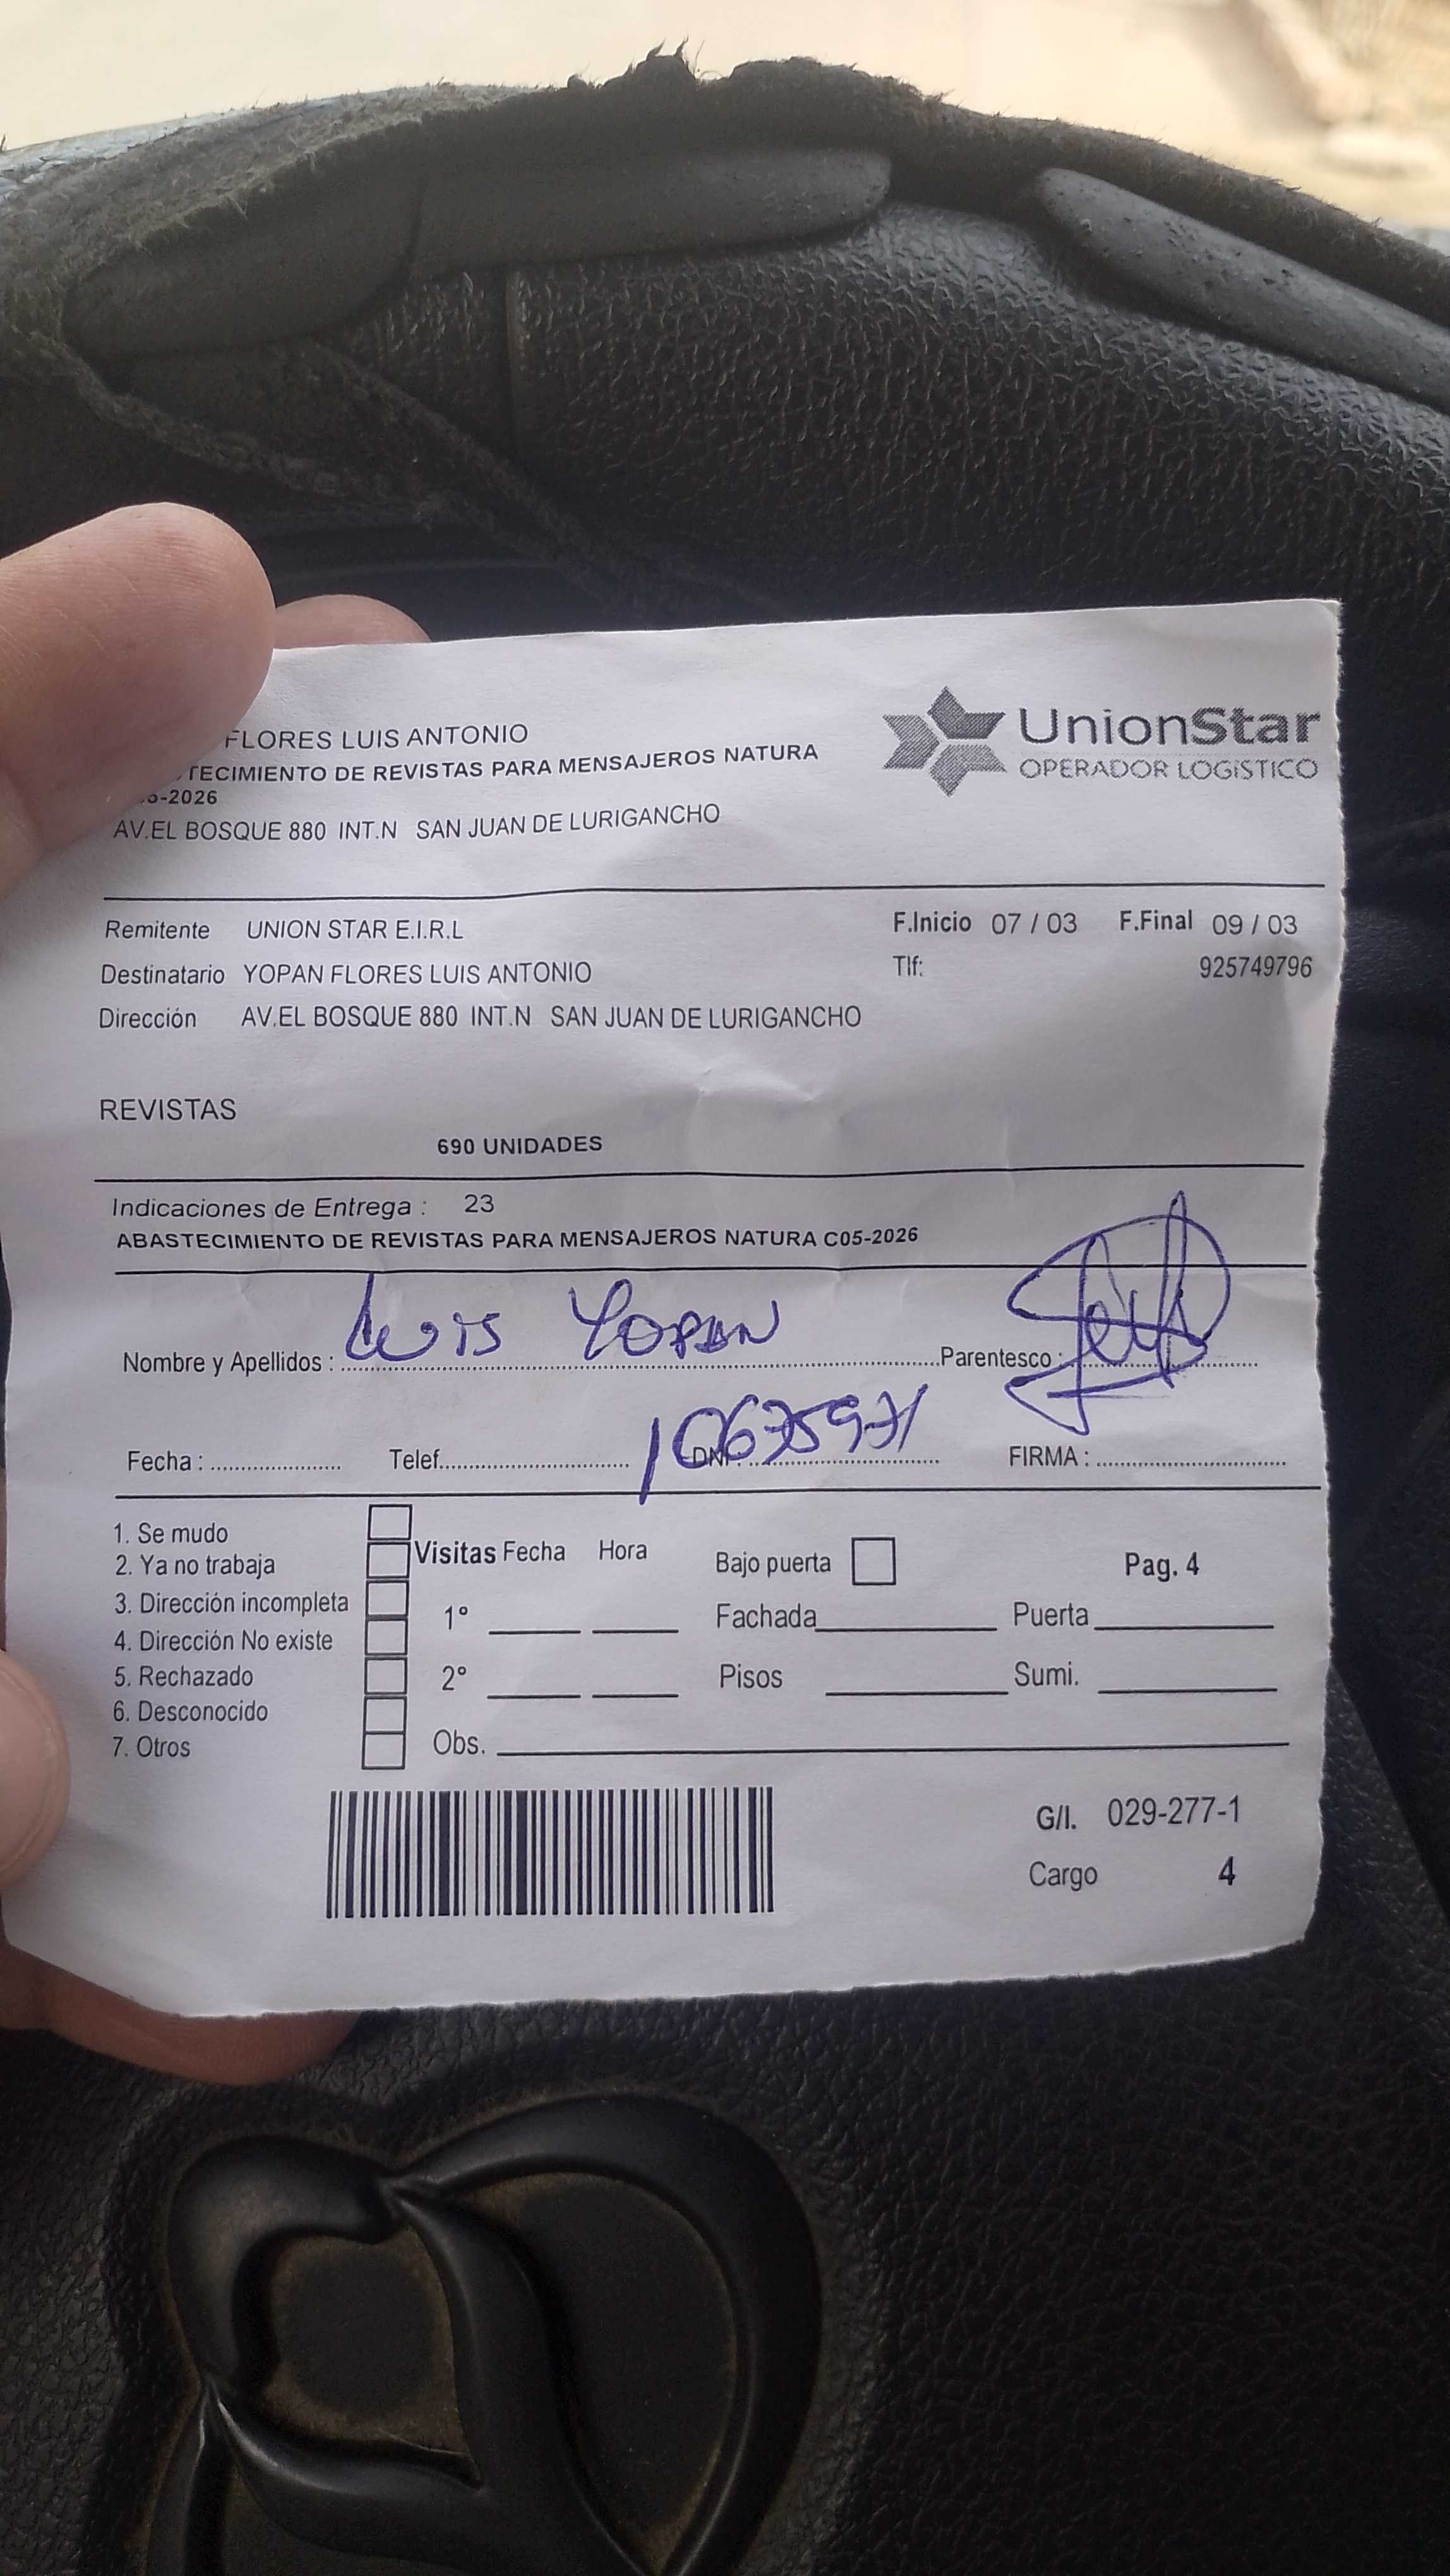 FLORES LUIS ANTONIO
TECIMIENTO DE REVISTAS PARA MENSAJEROS NATURA
5-2026
AV.EL BOSQUE 880 INT.N SAN JUAN DE LURIGANCHO
UnionStar
OPERADOR LOGíSTICO
Remitente UNION STAR E.I.R.L
F.Inicio 07 / 03 F.Final 09 / 03
Destinatario YOPAN FLORES LUIS ANTONIO
Tlf: 925749796
Dirección AV.EL BOSQUE 880 INT.N SAN JUAN DE LURIGANCHO
REVISTAS
690 UNIDADES
Indicaciones de Entrega : 23
ABASTECIMIENTO DE REVISTAS PARA MENSAJEROS NATURA C05-2026
Nombre y Apellidos : LUIS YOPAN Parentesco :
Fecha : Telef. DNI : 10675971 FIRMA :
1. Se mudo
2. Ya no trabaja
3. Dirección incompleta
4. Dirección No existe
5. Rechazado
6. Desconocido
7. Otros
Visitas Fecha Hora
1°
2°
Obs.
Bajo puerta
Pag. 4
Fachada Puerta
Pisos Sumi.
G/I. 029-277-1
Cargo 4